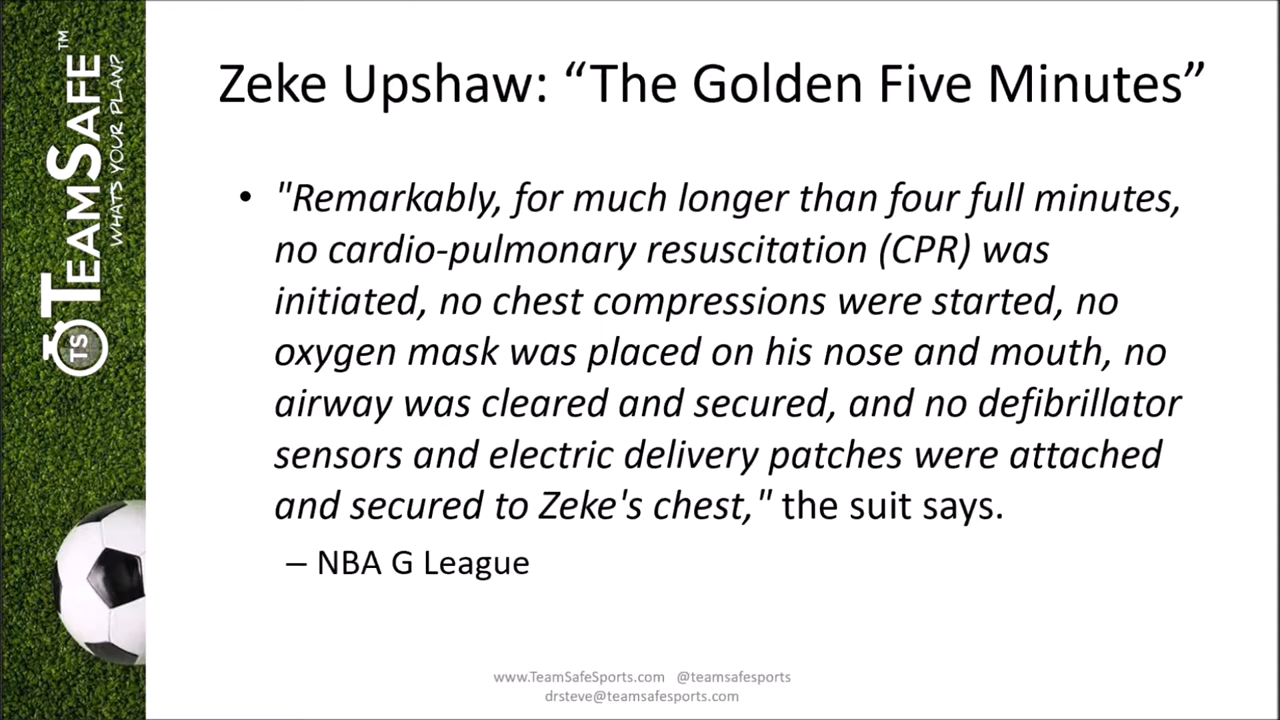 TEAMSAFE™
WHATS YOUR PLAN?
TS
Zeke Upshaw: “The Golden Five Minutes”
• "Remarkably, for much longer than four full minutes,
no cardio-pulmonary resuscitation (CPR) was
initiated, no chest compressions were started, no
oxygen mask was placed on his nose and mouth, no
airway was cleared and secured, and no defibrillator
sensors and electric delivery patches were attached
and secured to Zeke's chest," the suit says.
– NBA G League
www.TeamSafeSports.com @teamsafesports
drsteve@teamsafesports.com